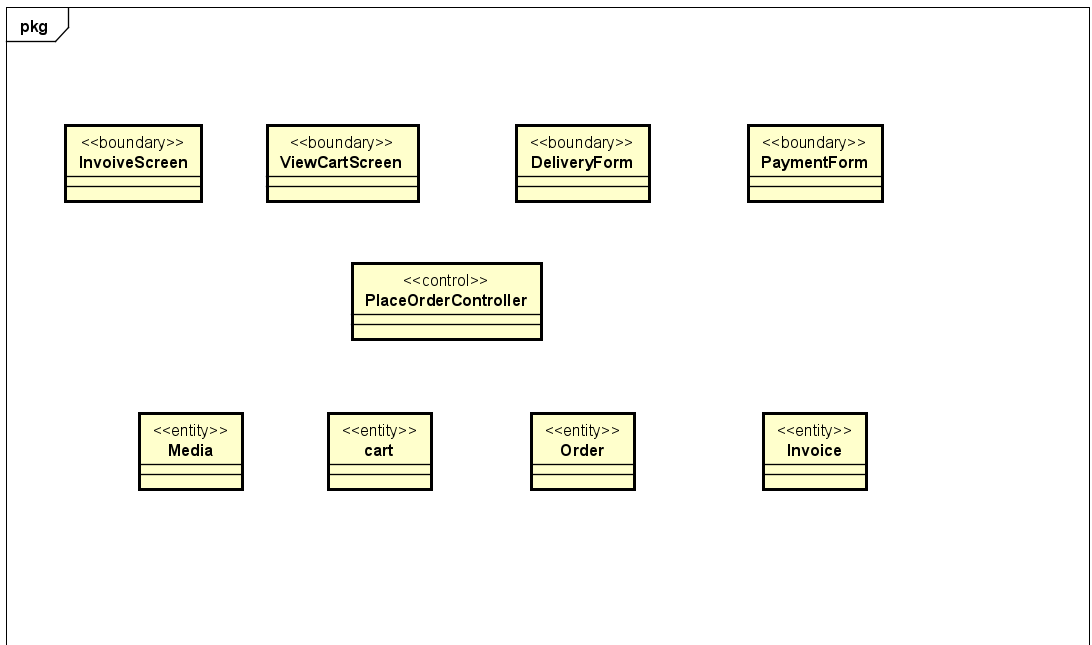 pkg
<<boundary>>
InvoiveScreen
<<boundary>>
ViewCartScreen
<<boundary>>
DeliveryForm
<<boundary>>
PaymentForm
<<control>>
PlaceOrderController
<<entity>>
Media
<<entity>>
cart
<<entity>>
Order
<<entity>>
Invoice